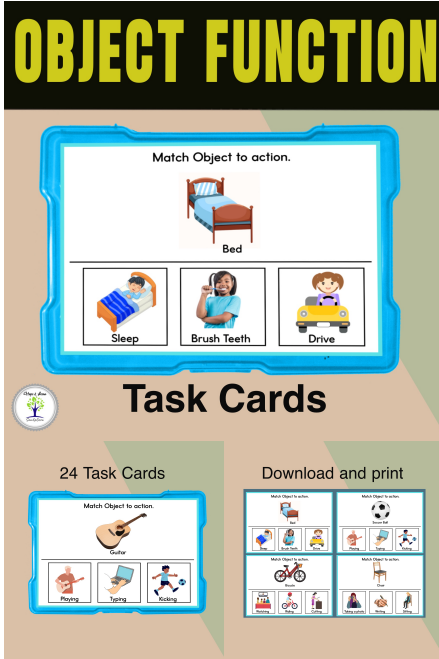 OBJECT FUNCTION
Match Object to action.
Bed
Sleep
Brush Teeth
Drive
Task Cards
24 Task Cards
Download and print
Match Object to action.
Guitar
Playing
Typing
Kicking
Match Object to action.
Bed
Sleep
Brush Teeth
Drive
Match Object to action.
Soccer Ball
Playing
Typing
Kicking
Match Object to action.
Bicycle
Match Object to action.
Chair
Riding
Cutting
Writing
Sitting